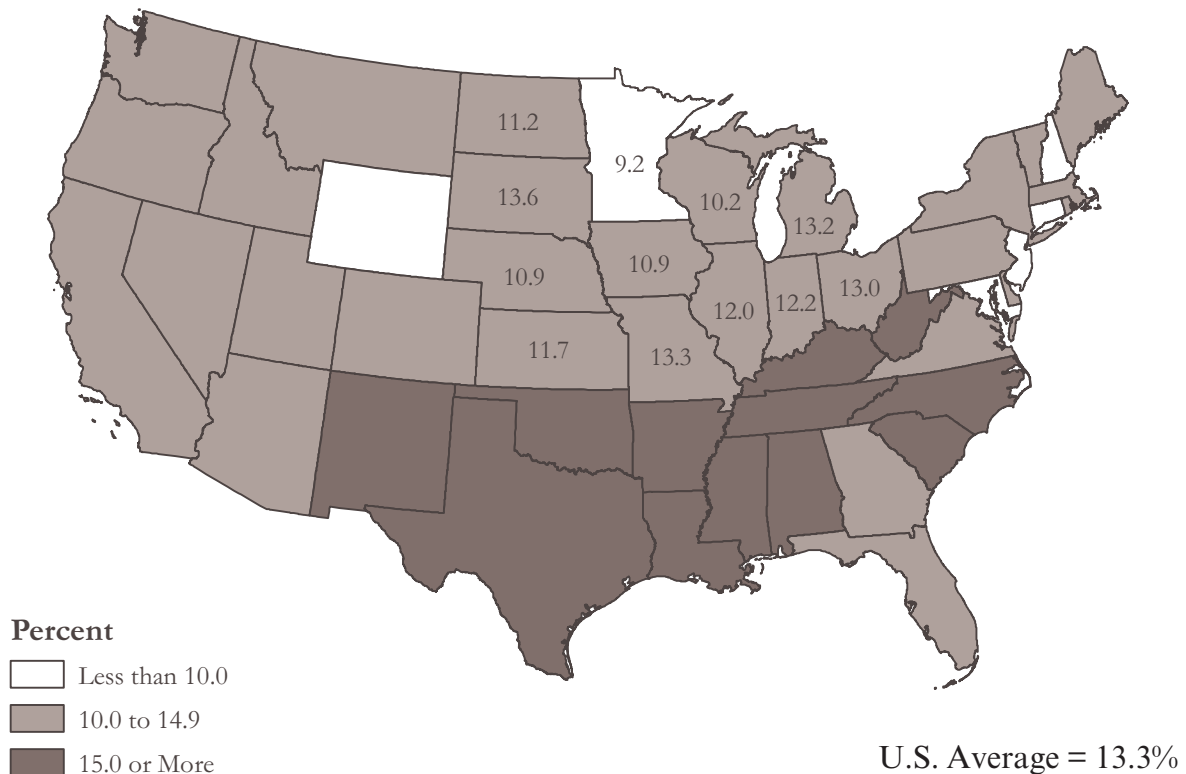 11.2
9.2
13.6
10.2
13.2
10.9
10.9
13.0
12.2
12.0
11.7
13.3
Percent
Less than 10.0
10.0 to 14.9
15.0 or More
U.S. Average = 13.3%